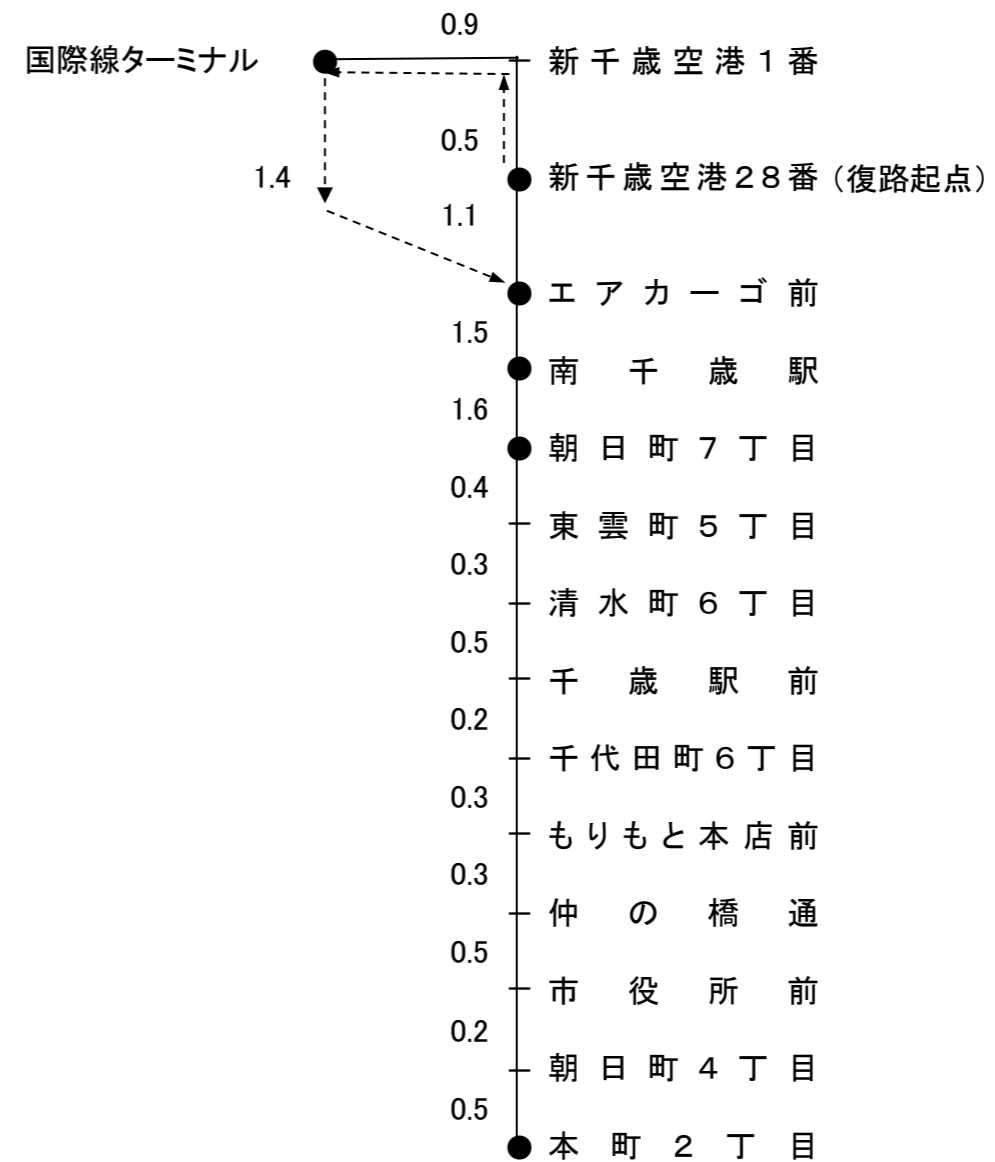 0.9
国際線ターミナル 新千歳空港1番
0.5
1.4 新千歳空港28番(復路起点)
1.1
エアカーゴ前
1.5
南千歳駅
1.6
朝日町7丁目
0.4
東雲町5丁目
0.3
清水町6丁目
0.5
千歳駅前
0.2
千代田町6丁目
0.3
もりもと本店前
0.3
仲の橋通
0.5
市役所前
0.2
朝日町4丁目
0.5
本町2丁目